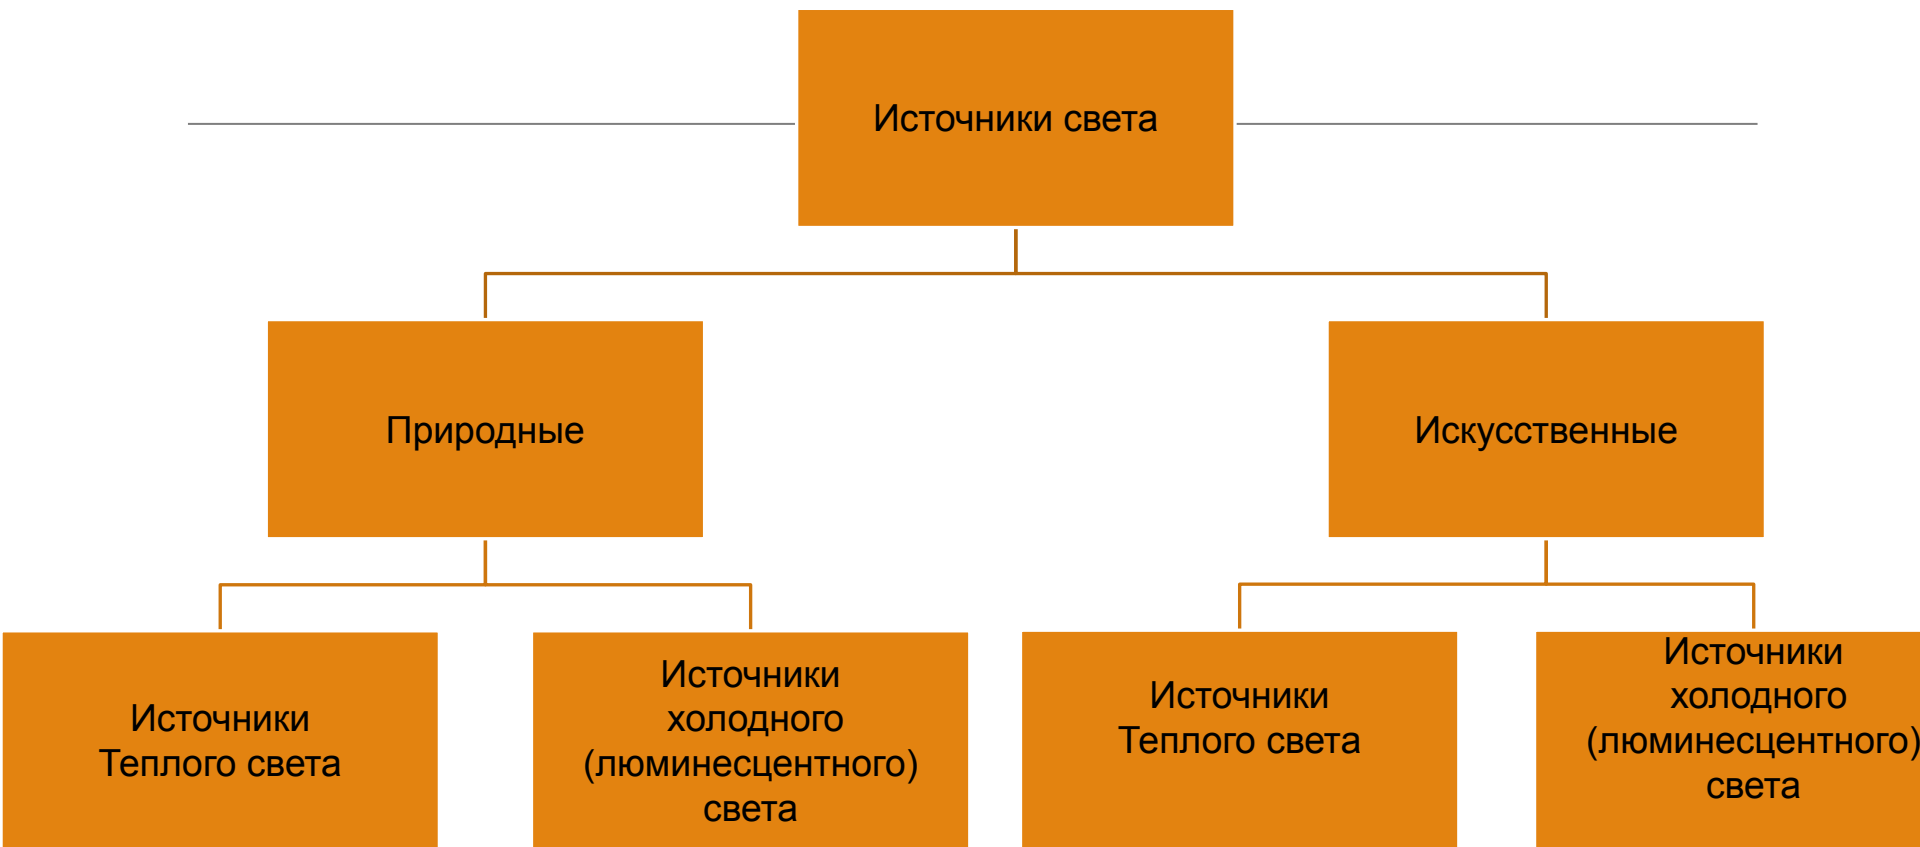 Источники света
Природные
Искусственные
Источники
Теплого света
Источники
холодного
(люминесцентного)
света
Источники
Теплого света
Источники
холодного
(люминесцентного)
света